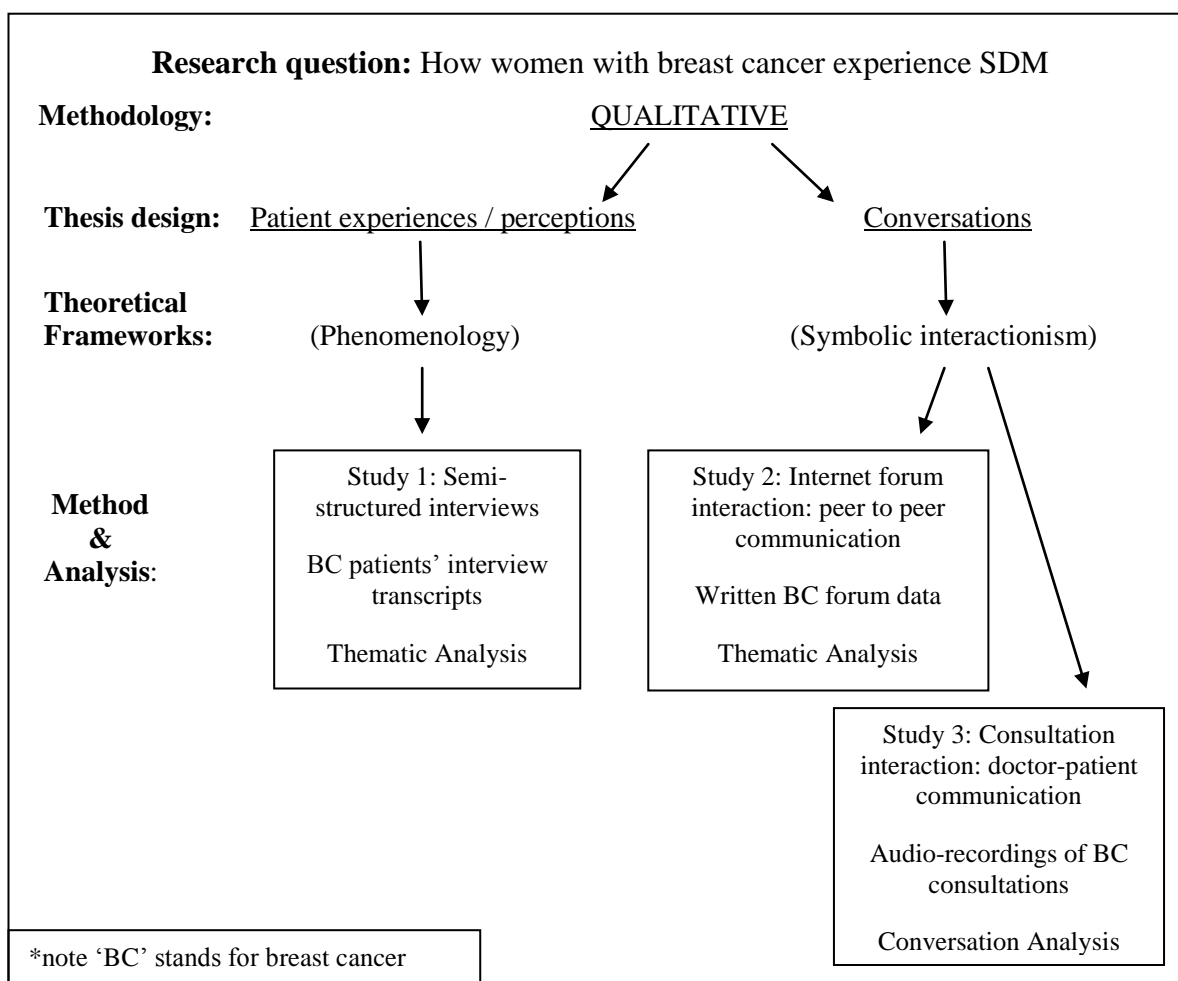 Research question: How women with breast cancer experience SDM
Methodology: QUALITATIVE
Thesis design: Patient experiences / perceptions Conversations
Theoretical
Frameworks: (Phenomenology) (Symbolic interactionism)
Method
&
Analysis:
Study 1: Semi-
structured interviews
BC patients’ interview
transcripts
Thematic Analysis
Study 2: Internet forum
interaction: peer to peer
communication
Written BC forum data
Thematic Analysis
Study 3: Consultation
interaction: doctor-patient
communication
Audio-recordings of BC
consultations
Conversation Analysis
*note ‘BC’ stands for breast cancer